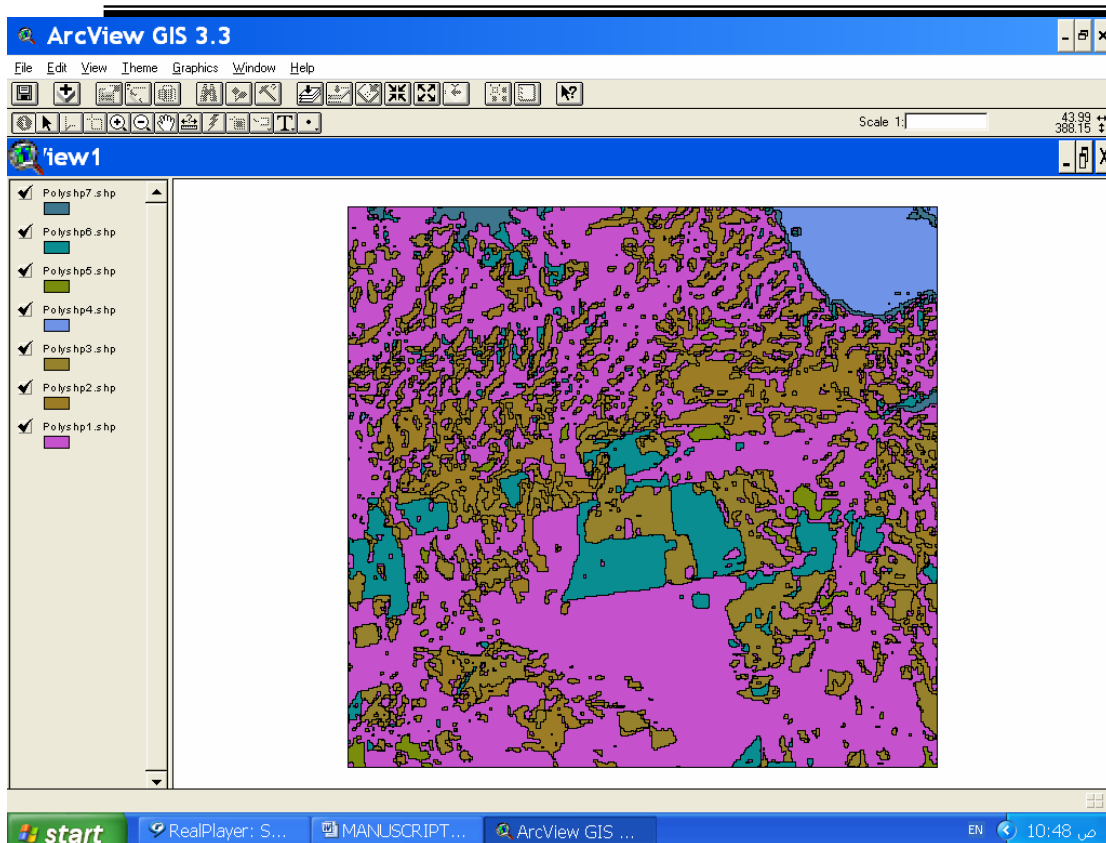 ArcView GIS 3.3
File Edit View Theme Graphics Window Help
Scale 1:
43.99
388.15
'iew1
Polyshp7.shp
Polyshp6.shp
Polyshp5.shp
Polyshp4.shp
Polyshp3.shp
Polyshp2.shp
Polyshp1.shp
start RealPlayer: S... MANUSCRIPT... ArcView GIS ... EN 10:48 ص